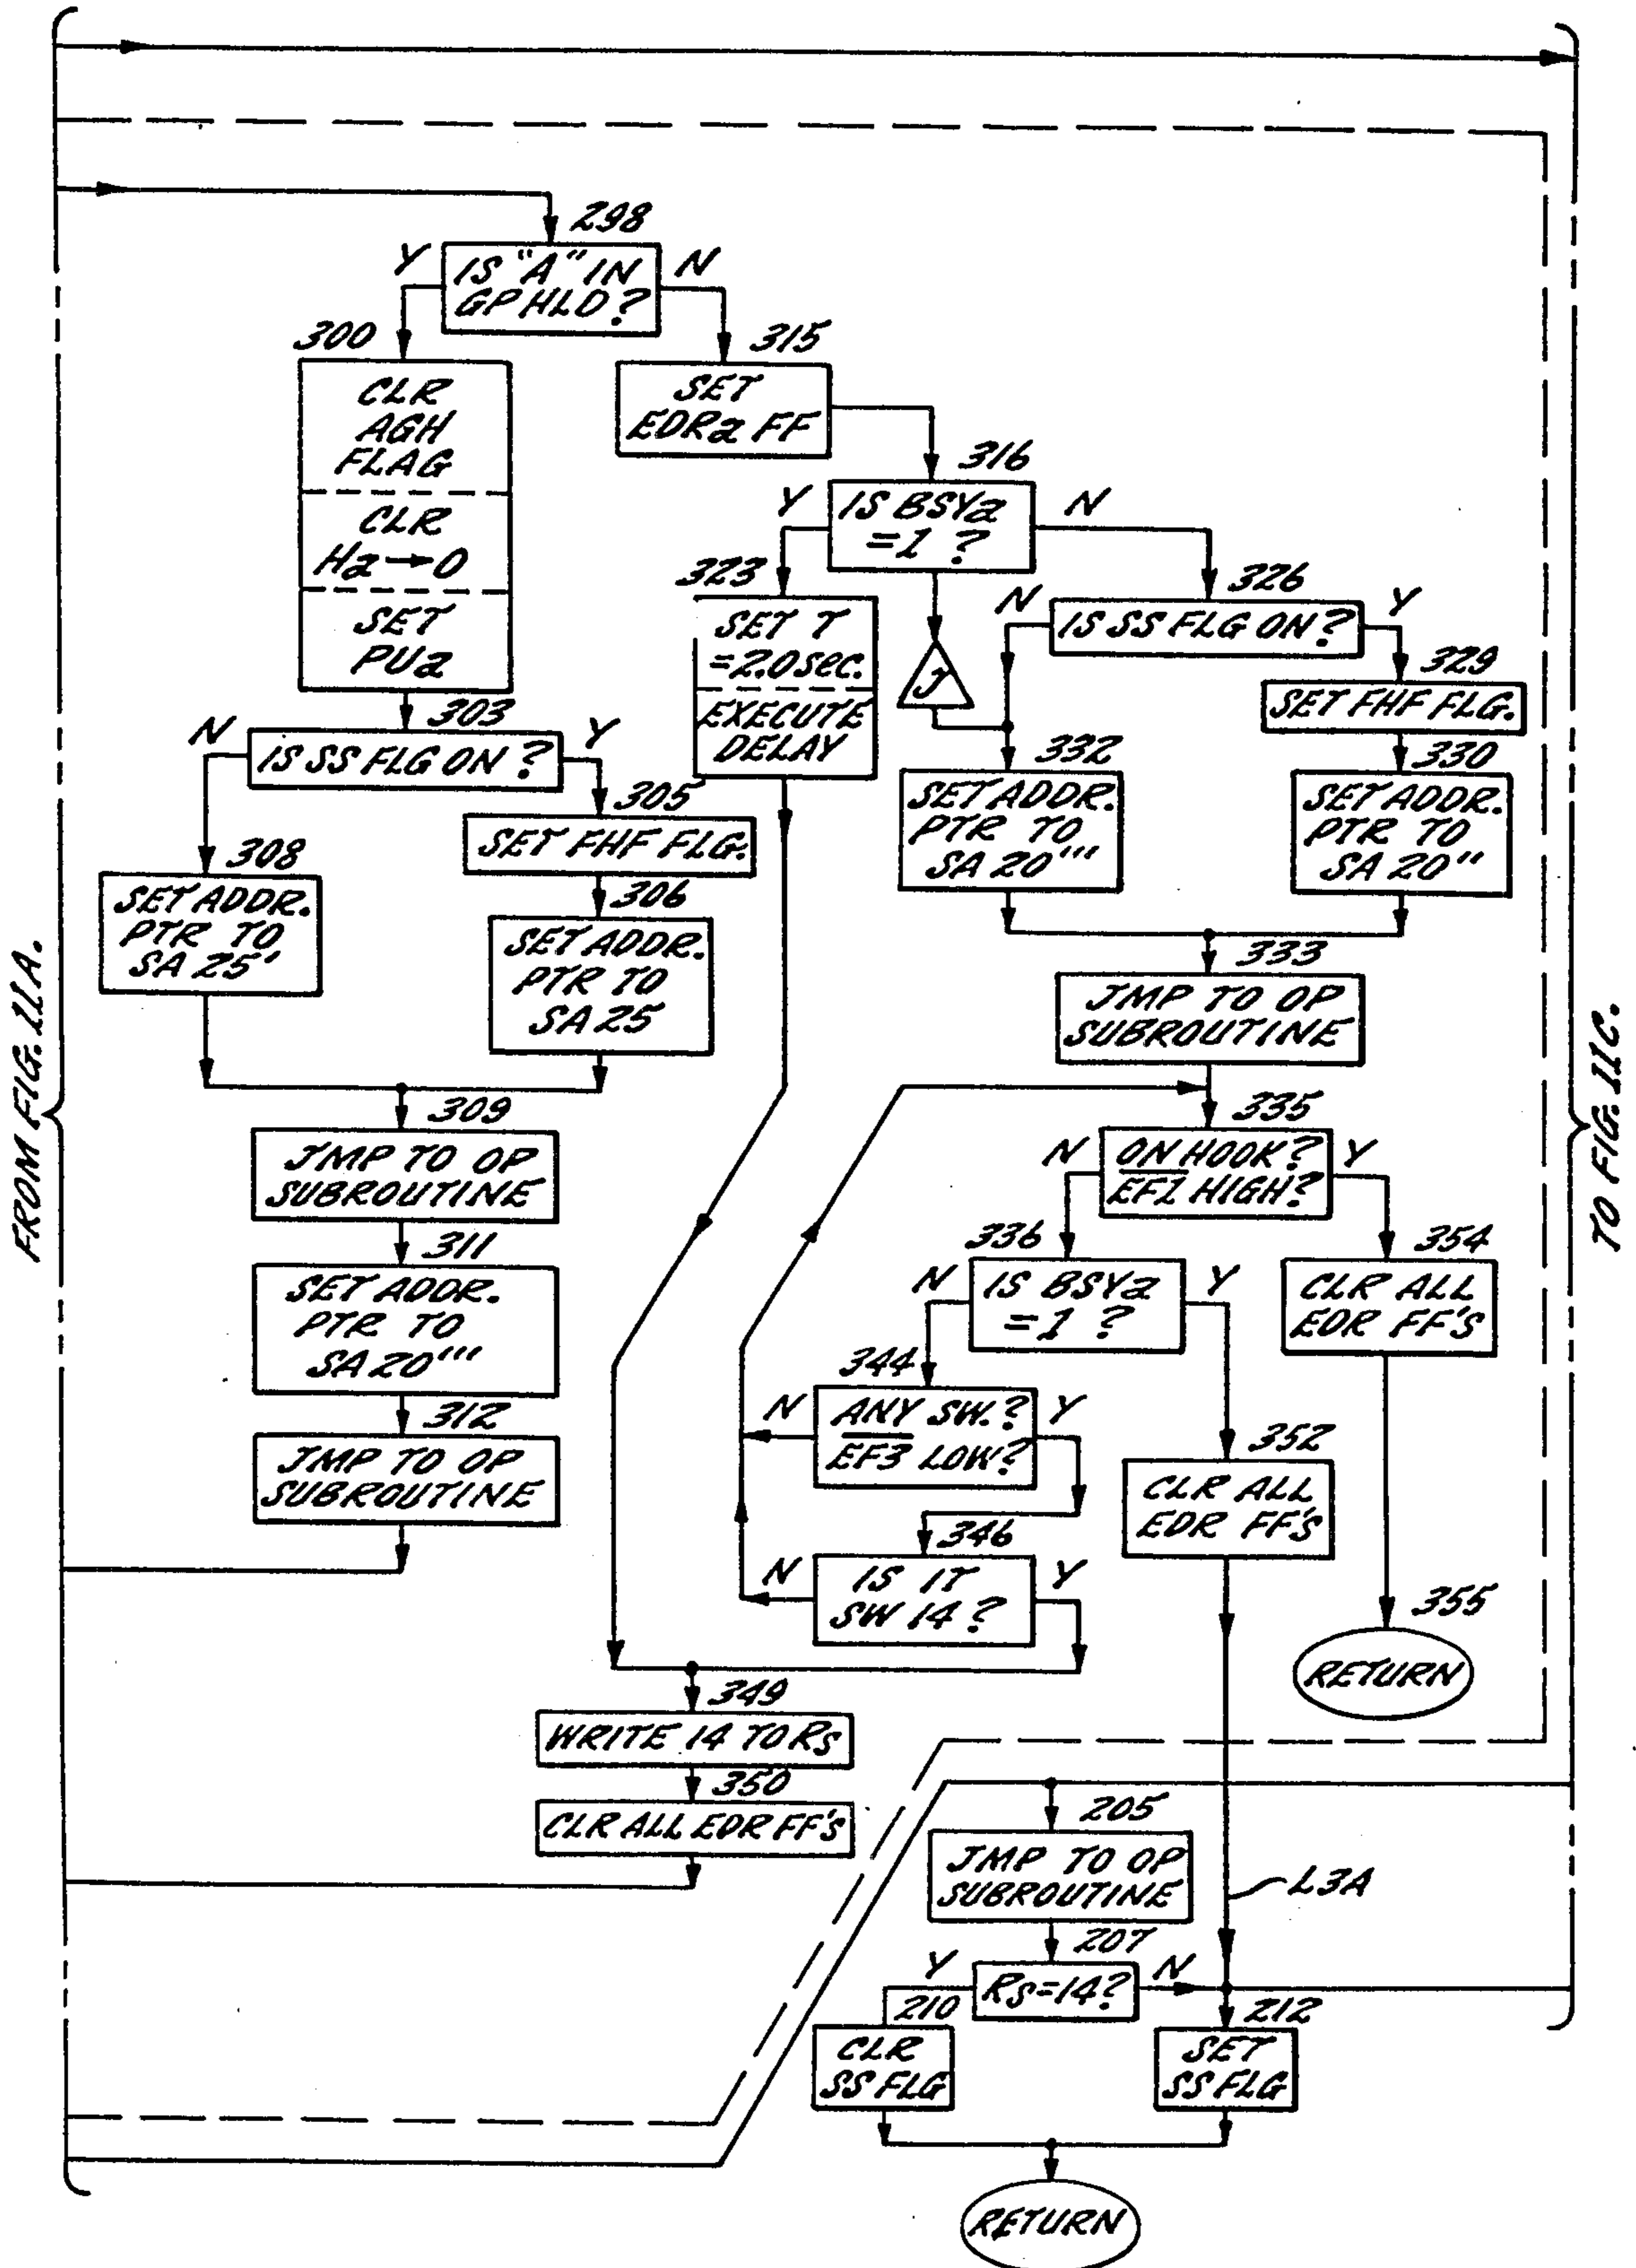 298
Y
IS "A" IN
GP HLD?
N
300
CLR
AGH
FLAG
CLR
Ha→0
SET
PUa
315
SET
EDRa FF
316
Y
IS BSYa
=1 ?
N
323
SET T
=2.0sec.
EXECUTE
DELAY
J
326
N
IS SS FLG ON?
Y
329
SET FHF FLG.
330
SET ADDR.
PTR TO
SA 20''
332
SET ADDR.
PTR TO
SA 20'''
303
N
IS SS FLG ON?
Y
305
SET FHF FLG.
306
SET ADDR.
PTR TO
SA 25
308
SET ADDR.
PTR TO
SA 25'
309
JMP TO OP
SUBROUTINE
311
SET ADDR.
PTR TO
SA 20'''
312
JMP TO OP
SUBROUTINE
333
JMP TO OP
SUBROUTINE
335
N
ON HOOK?
EF1 HIGH?
Y
336
N
IS BSYa
=1 ?
Y
354
CLR ALL
EDR FF'S
355
RETURN
344
N
ANY SW.?
EF3 LOW?
Y
346
N
IS IT
SW 14?
Y
352
CLR ALL
EDR FF'S
349
WRITE 14 TO RS
350
CLR ALL EDR FF'S
205
JMP TO OP
SUBROUTINE
L3A
207
Y
RS=14?
N
210
CLR
SS FLG
212
SET
SS FLG
RETURN
FROM FIG. 11A.
TO FIG. 11C.